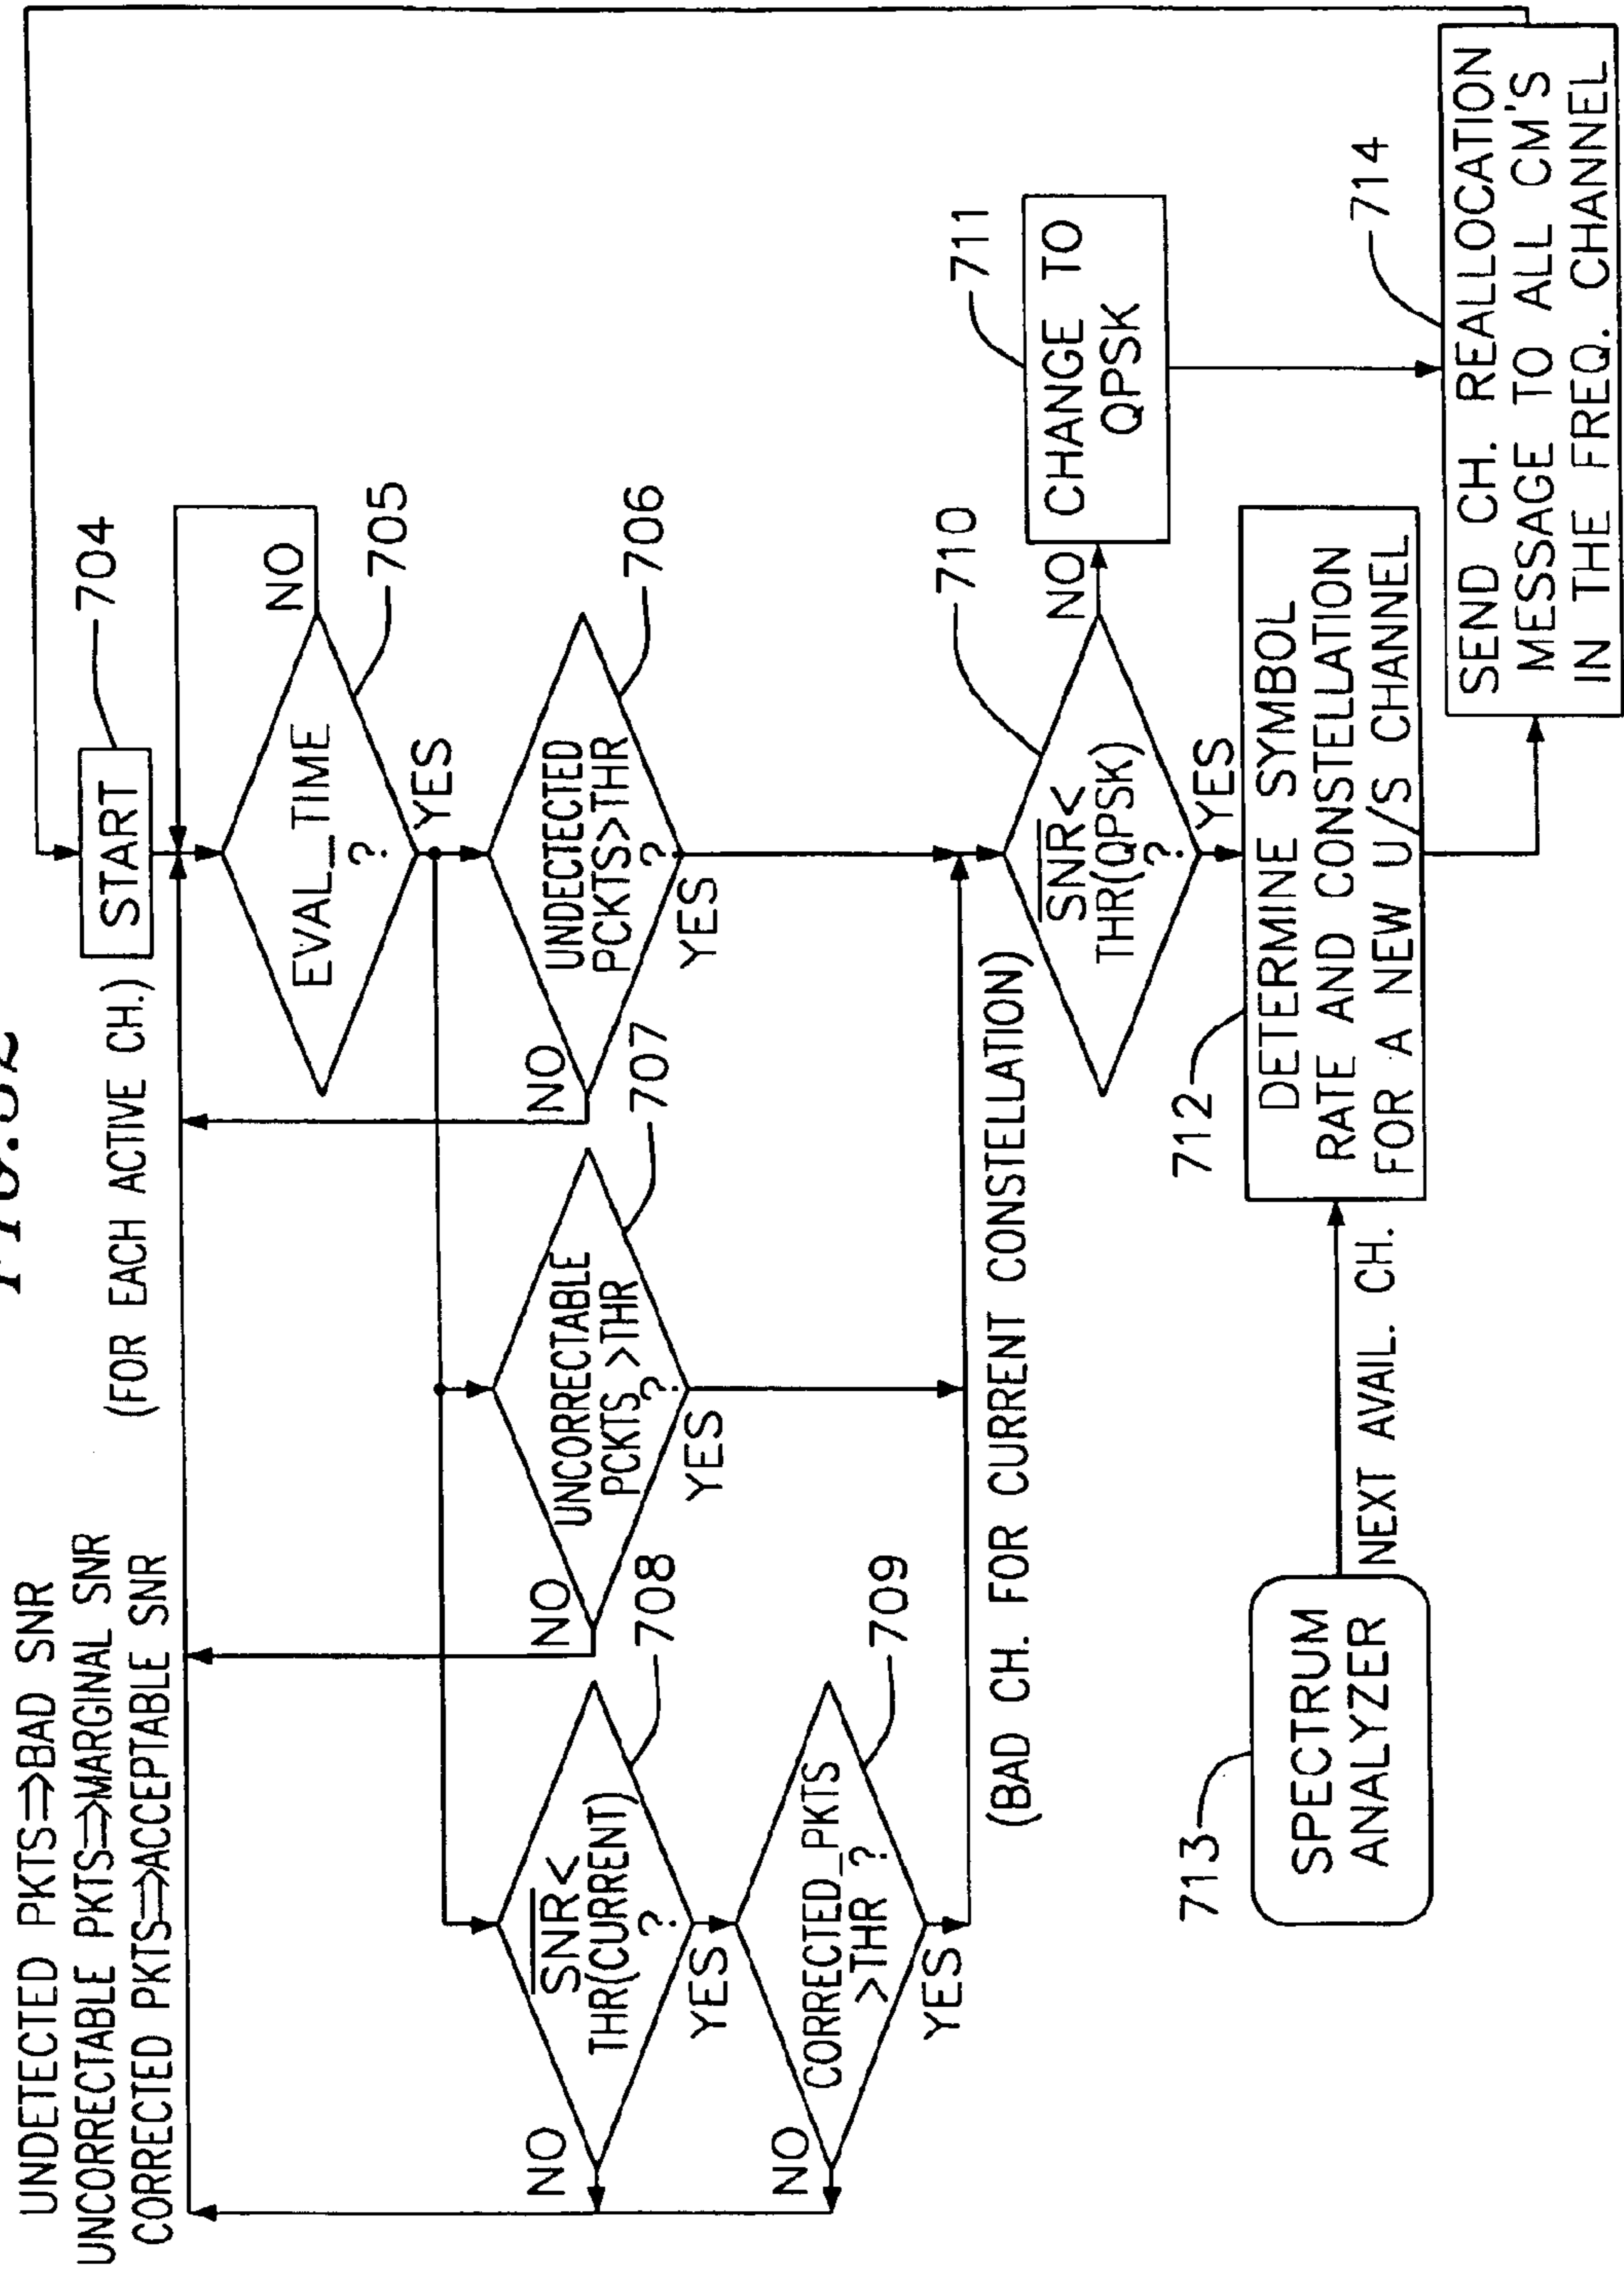 UNDETECTED PKTS⇒BAD SNR
UNCORRECTABLE PKTS⇒MARGINAL SNR
CORRECTED PKTS⇒ACCEPTABLE SNR
(FOR EACH ACTIVE CH.)
START
704
EVAL_TIME
?
NO
YES
705
UNDECTECTED
PCKTS>THR
?
NO
YES
706
UNCORRECTABLE
PCKTS >THR
?
NO
YES
707
SNR<
THR(CURRENT)
?
NO
YES
708
CORRECTED_PKTS
>THR ?
NO
YES
709
(BAD CH. FOR CURRENT CONSTELLATION)
SNR<
THR(QPSK)
?
NO
YES
710
CHANGE TO
QPSK
711
712
DETERMINE SYMBOL
RATE AND CONSTELLATION
FOR A NEW U/S CHANNEL
713
SPECTRUM
ANALYZER
NEXT AVAIL. CH.
714
SEND CH. REALLOCATION
MESSAGE TO ALL CM'S
IN THE FREQ. CHANNEL